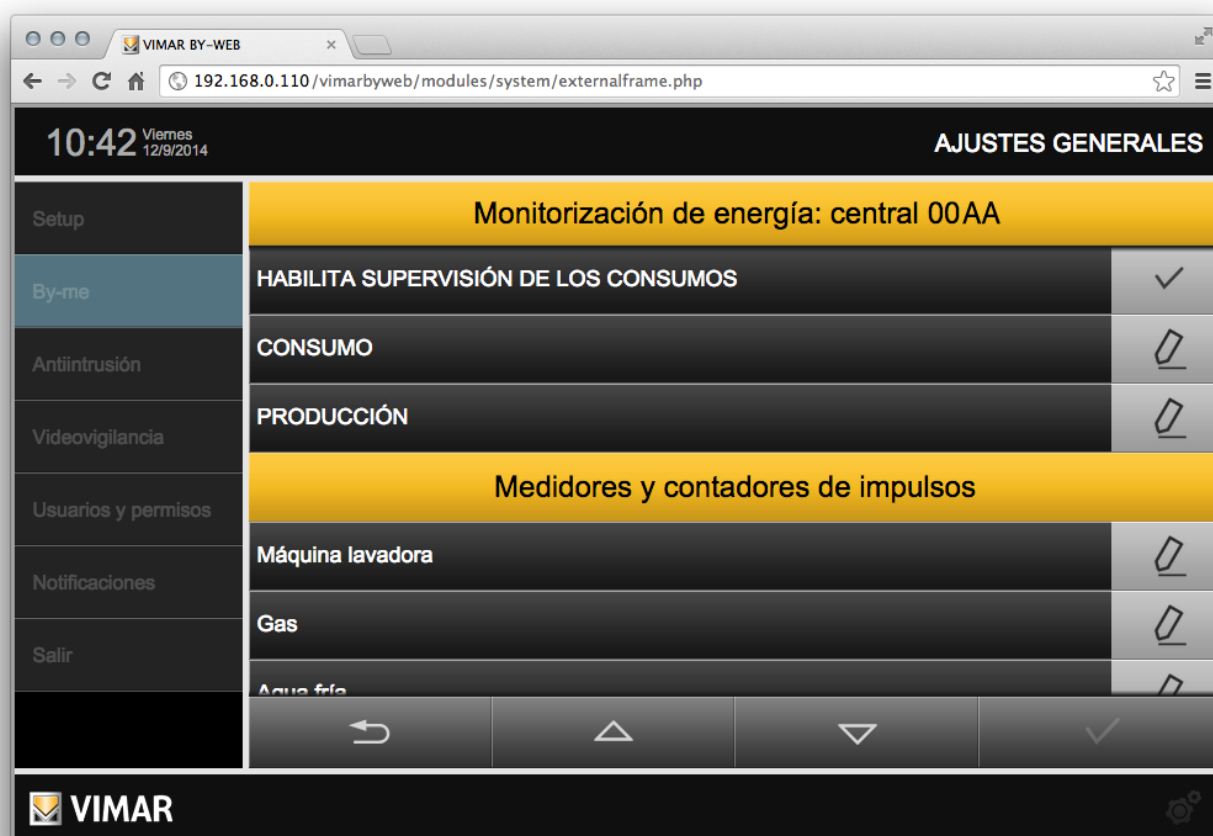 VIMAR BY-WEB
192.168.0.110/vimarbyweb/modules/system/externalframe.php
10:42 Viernes
12/9/2014
AJUSTES GENERALES
Setup
By-me
Antiintrusión
Videovigilancia
Usuarios y permisos
Notificaciones
Salir
Monitorización de energía: central 00AA
HABILITA SUPERVISIÓN DE LOS CONSUMOS
CONSUMO
PRODUCCIÓN
Medidores y contadores de impulsos
Máquina lavadora
Gas
Agua fría
VIMAR